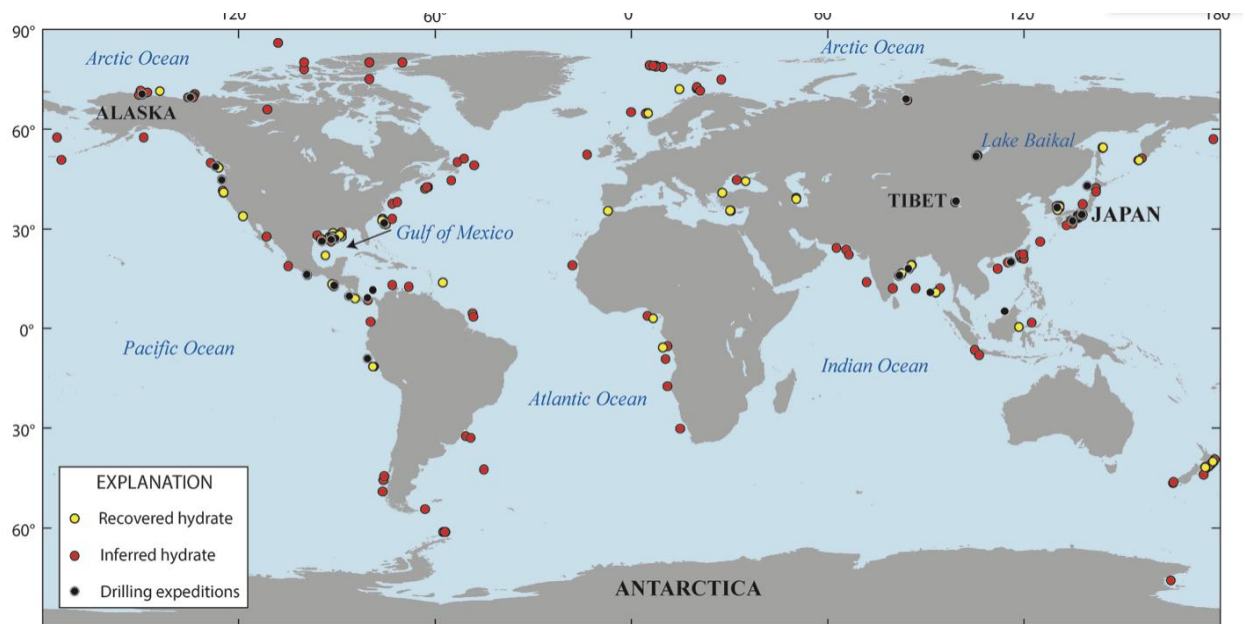 120 60° 0 60 120 180
90°
Arctic Ocean Arctic Ocean
ALASKA
60°
Lake Baikal
TIBET JAPAN
30°
Gulf of Mexico
0°
Pacific Ocean Indian Ocean
Atlantic Ocean
30°
EXPLANATION
Recovered hydrate
60°
Inferred hydrate
Drilling expeditions
ANTARCTICA